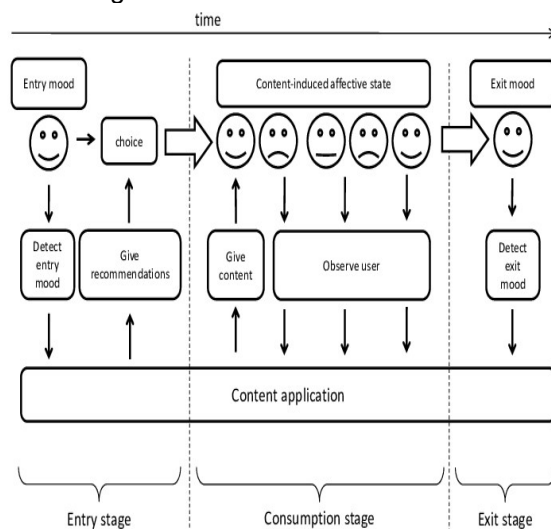 time
Entry mood
Content-induced affective state
Exit mood
choice
Detect
entry
mood
Give
recommendations
Give
content
Observe user
Detect
exit
mood
Content application
Entry stage
Consumption stage
Exit stage